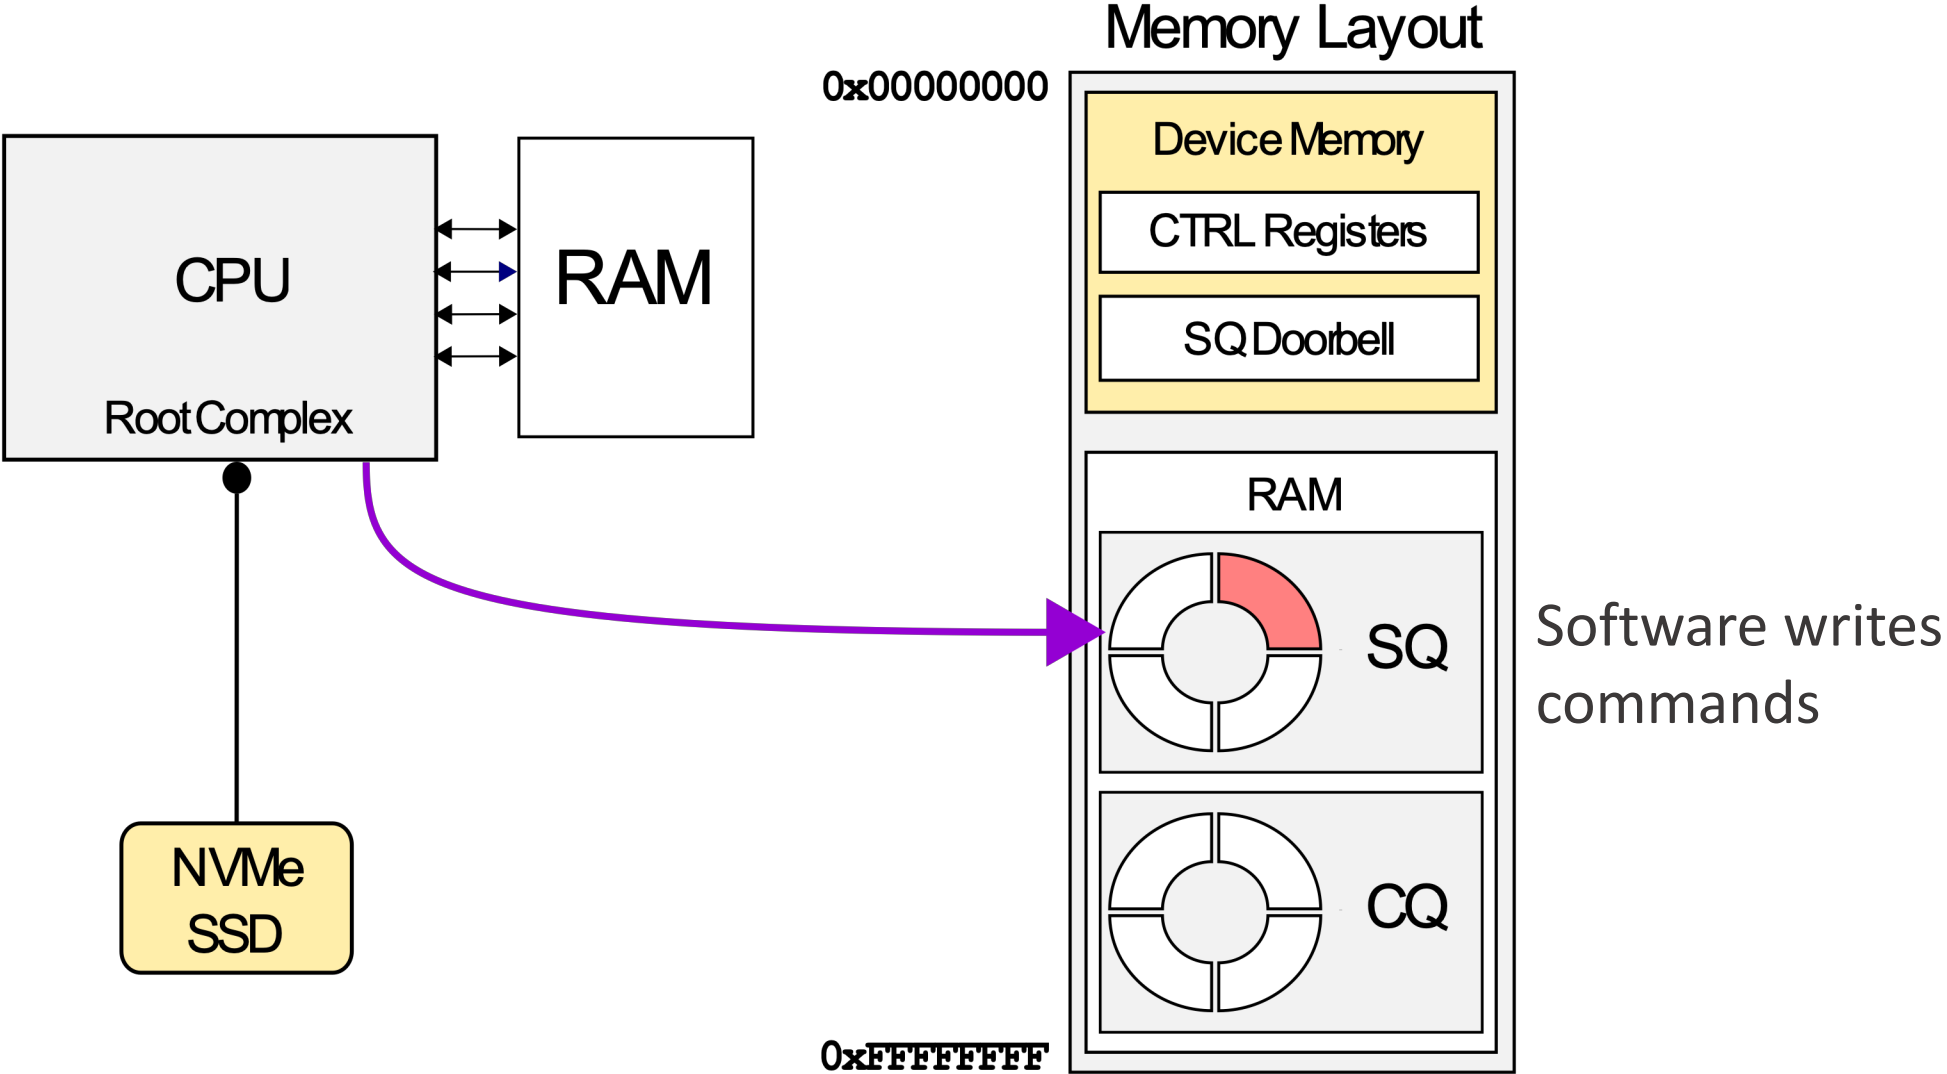 Memory Layout
0x00000000
Device Memory
CTRL Registers
SQ Doorbell
CPU
RAM
Root Complex
RAM
SQ
Software writes
commands
CQ
NVMe
SSD
0xFFFFFFFF